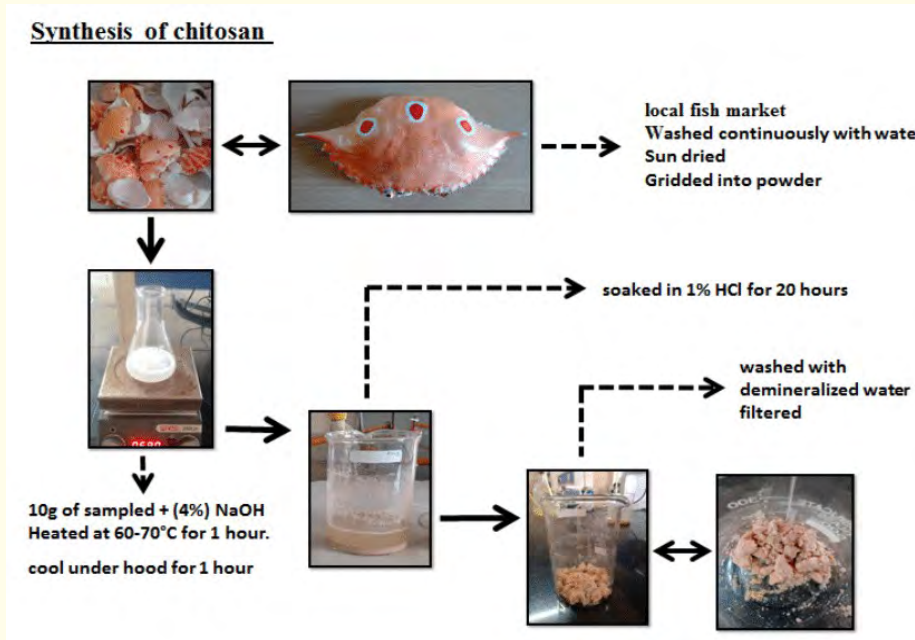 Synthesis of chitosan
local fish market
Washed continuously with wate
Sun dried
Gridded into powder
soaked in 1% HCl for 20 hours
washed with
demineralized water
filtered
10g of sampled + (4%) NaOH
Heated at 60-70°C for 1 hour.
cool under hood for 1 hour